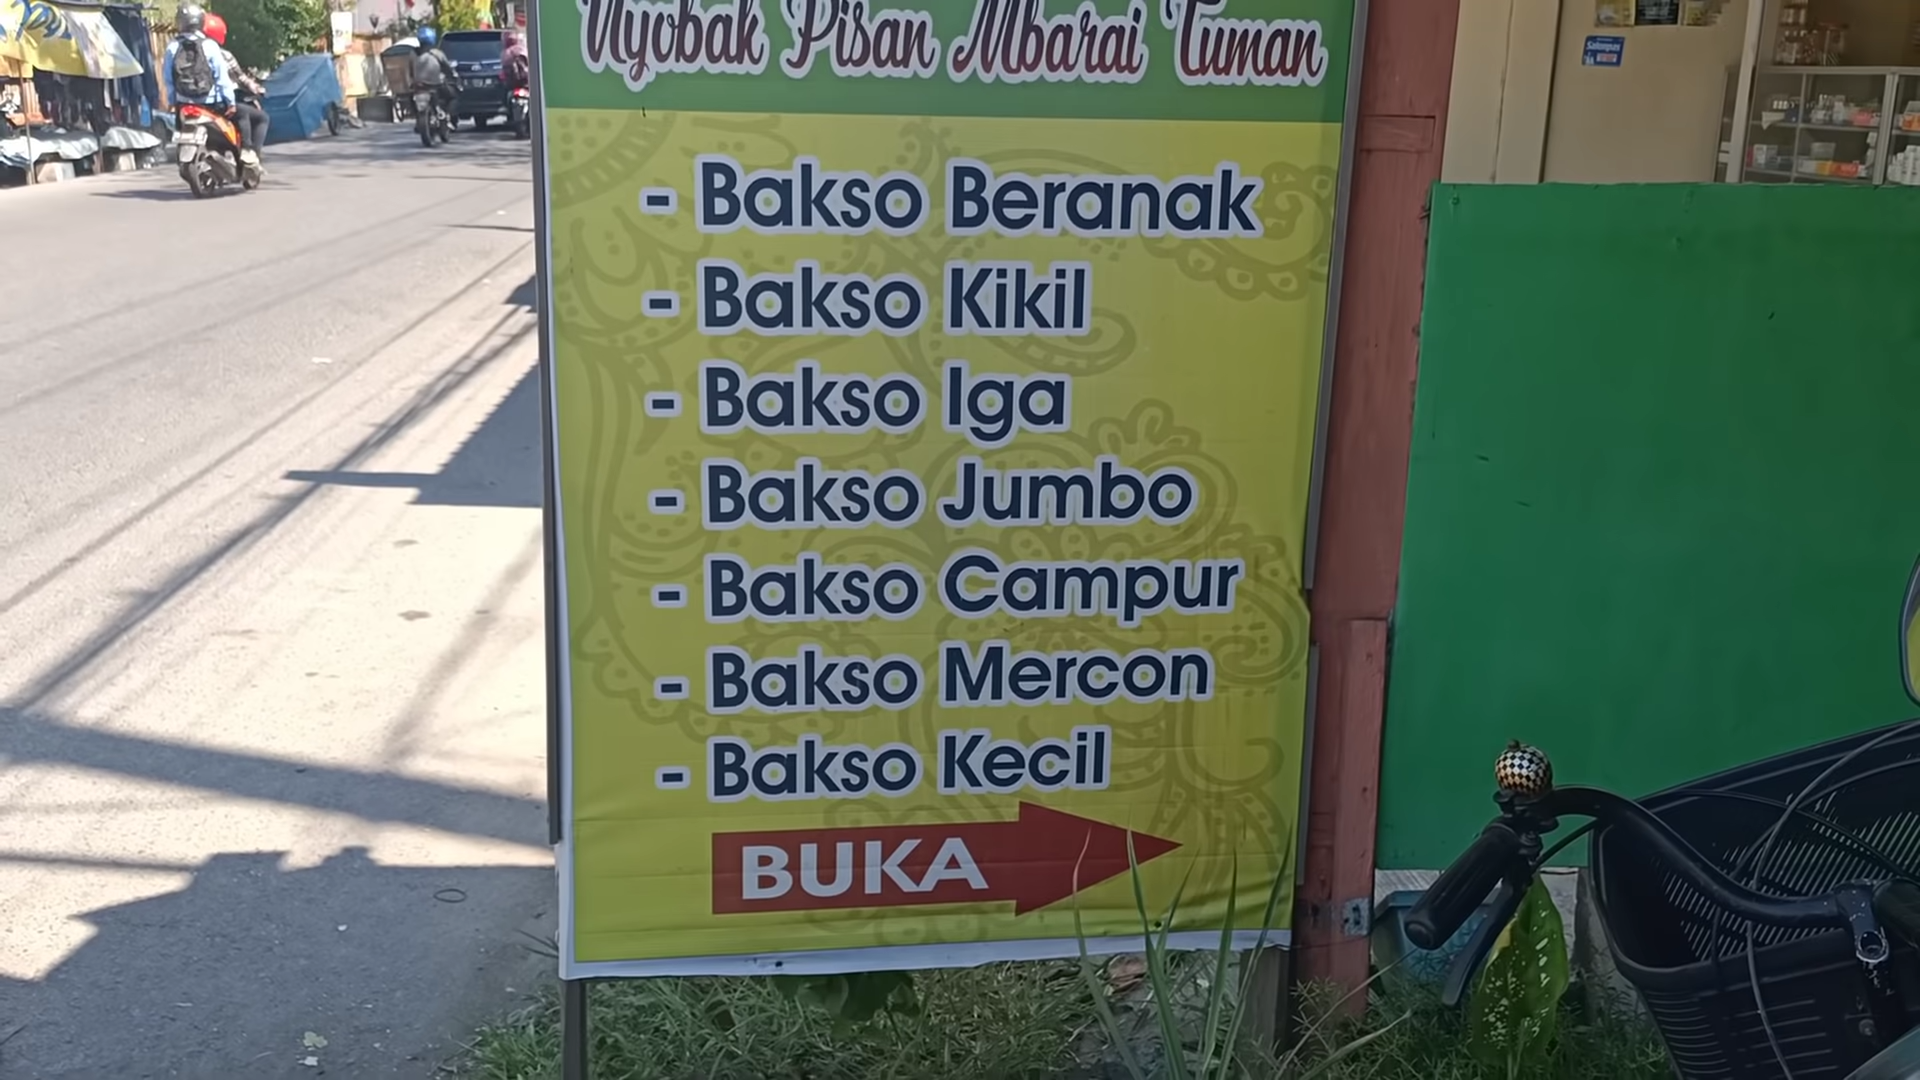 Nyobak Pisan Mbarai Tuman
- Bakso Beranak
- Bakso Kikil
- Bakso Iga
- Bakso Jumbo
- Bakso Campur
- Bakso Mercon
- Bakso Kecil
BUKA
Salonpas